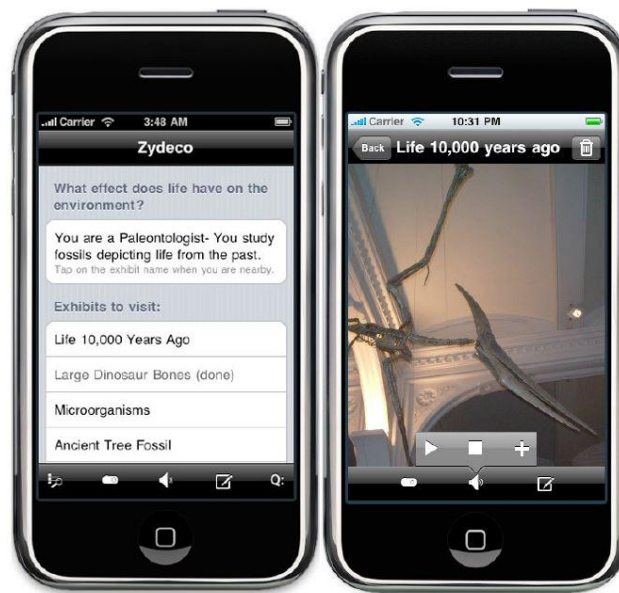 Carrier
3:48 AM
Zydeco
What effect does life have on the
environment?
You are a Paleontologist- You study
fossils depicting life from the past.
Tap on the exhibit name when you are nearby.
Exhibits to visit:
Life 10,000 Years Ago
Large Dinosaur Bones (done)
Microorganisms
Ancient Tree Fossil
Q:
Carrier
10:31 PM
Back
Life 10,000 years ago